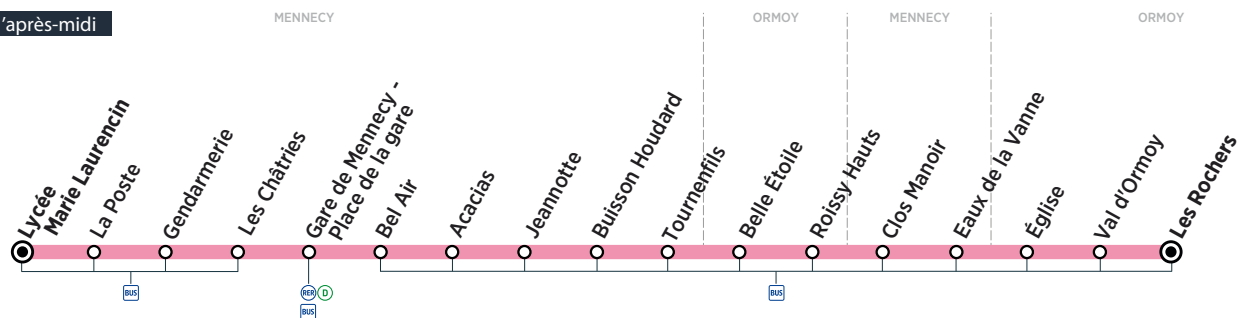 MENNECY
ORMOY
MENNECY
ORMOY
'après-midi
Lycée
Marie Laurencin
La Poste
Gendarmerie
Les Châtries
Gare de Mennecy -
Place de la gare
Bel Air
Acacias
Jeannotte
Buisson Houdard
Tournenfils
Belle Étoile
Roissy Hauts
Clos Manoir
Eaux de la Vanne
Église
Val d'Ormoy
Les Rochers
BUS
RER D
BUS
BUS